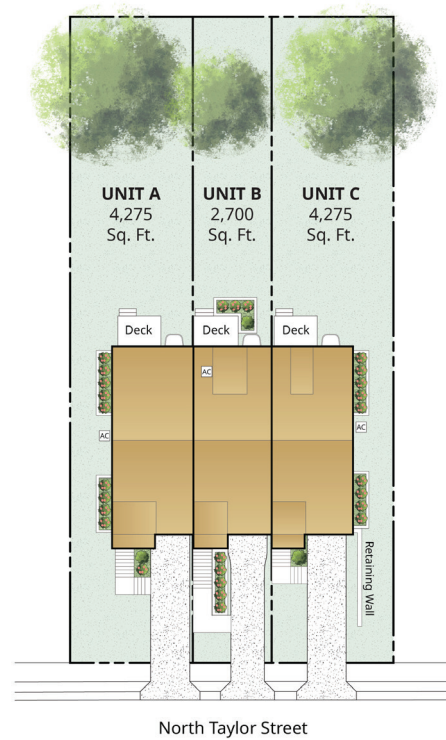 UNIT A
4,275
Sq. Ft.
UNIT B
2,700
Sq. Ft.
UNIT C
4,275
Sq. Ft.
Deck
Deck
Deck
AC
AC
AC
Retaining Wall
North Taylor Street